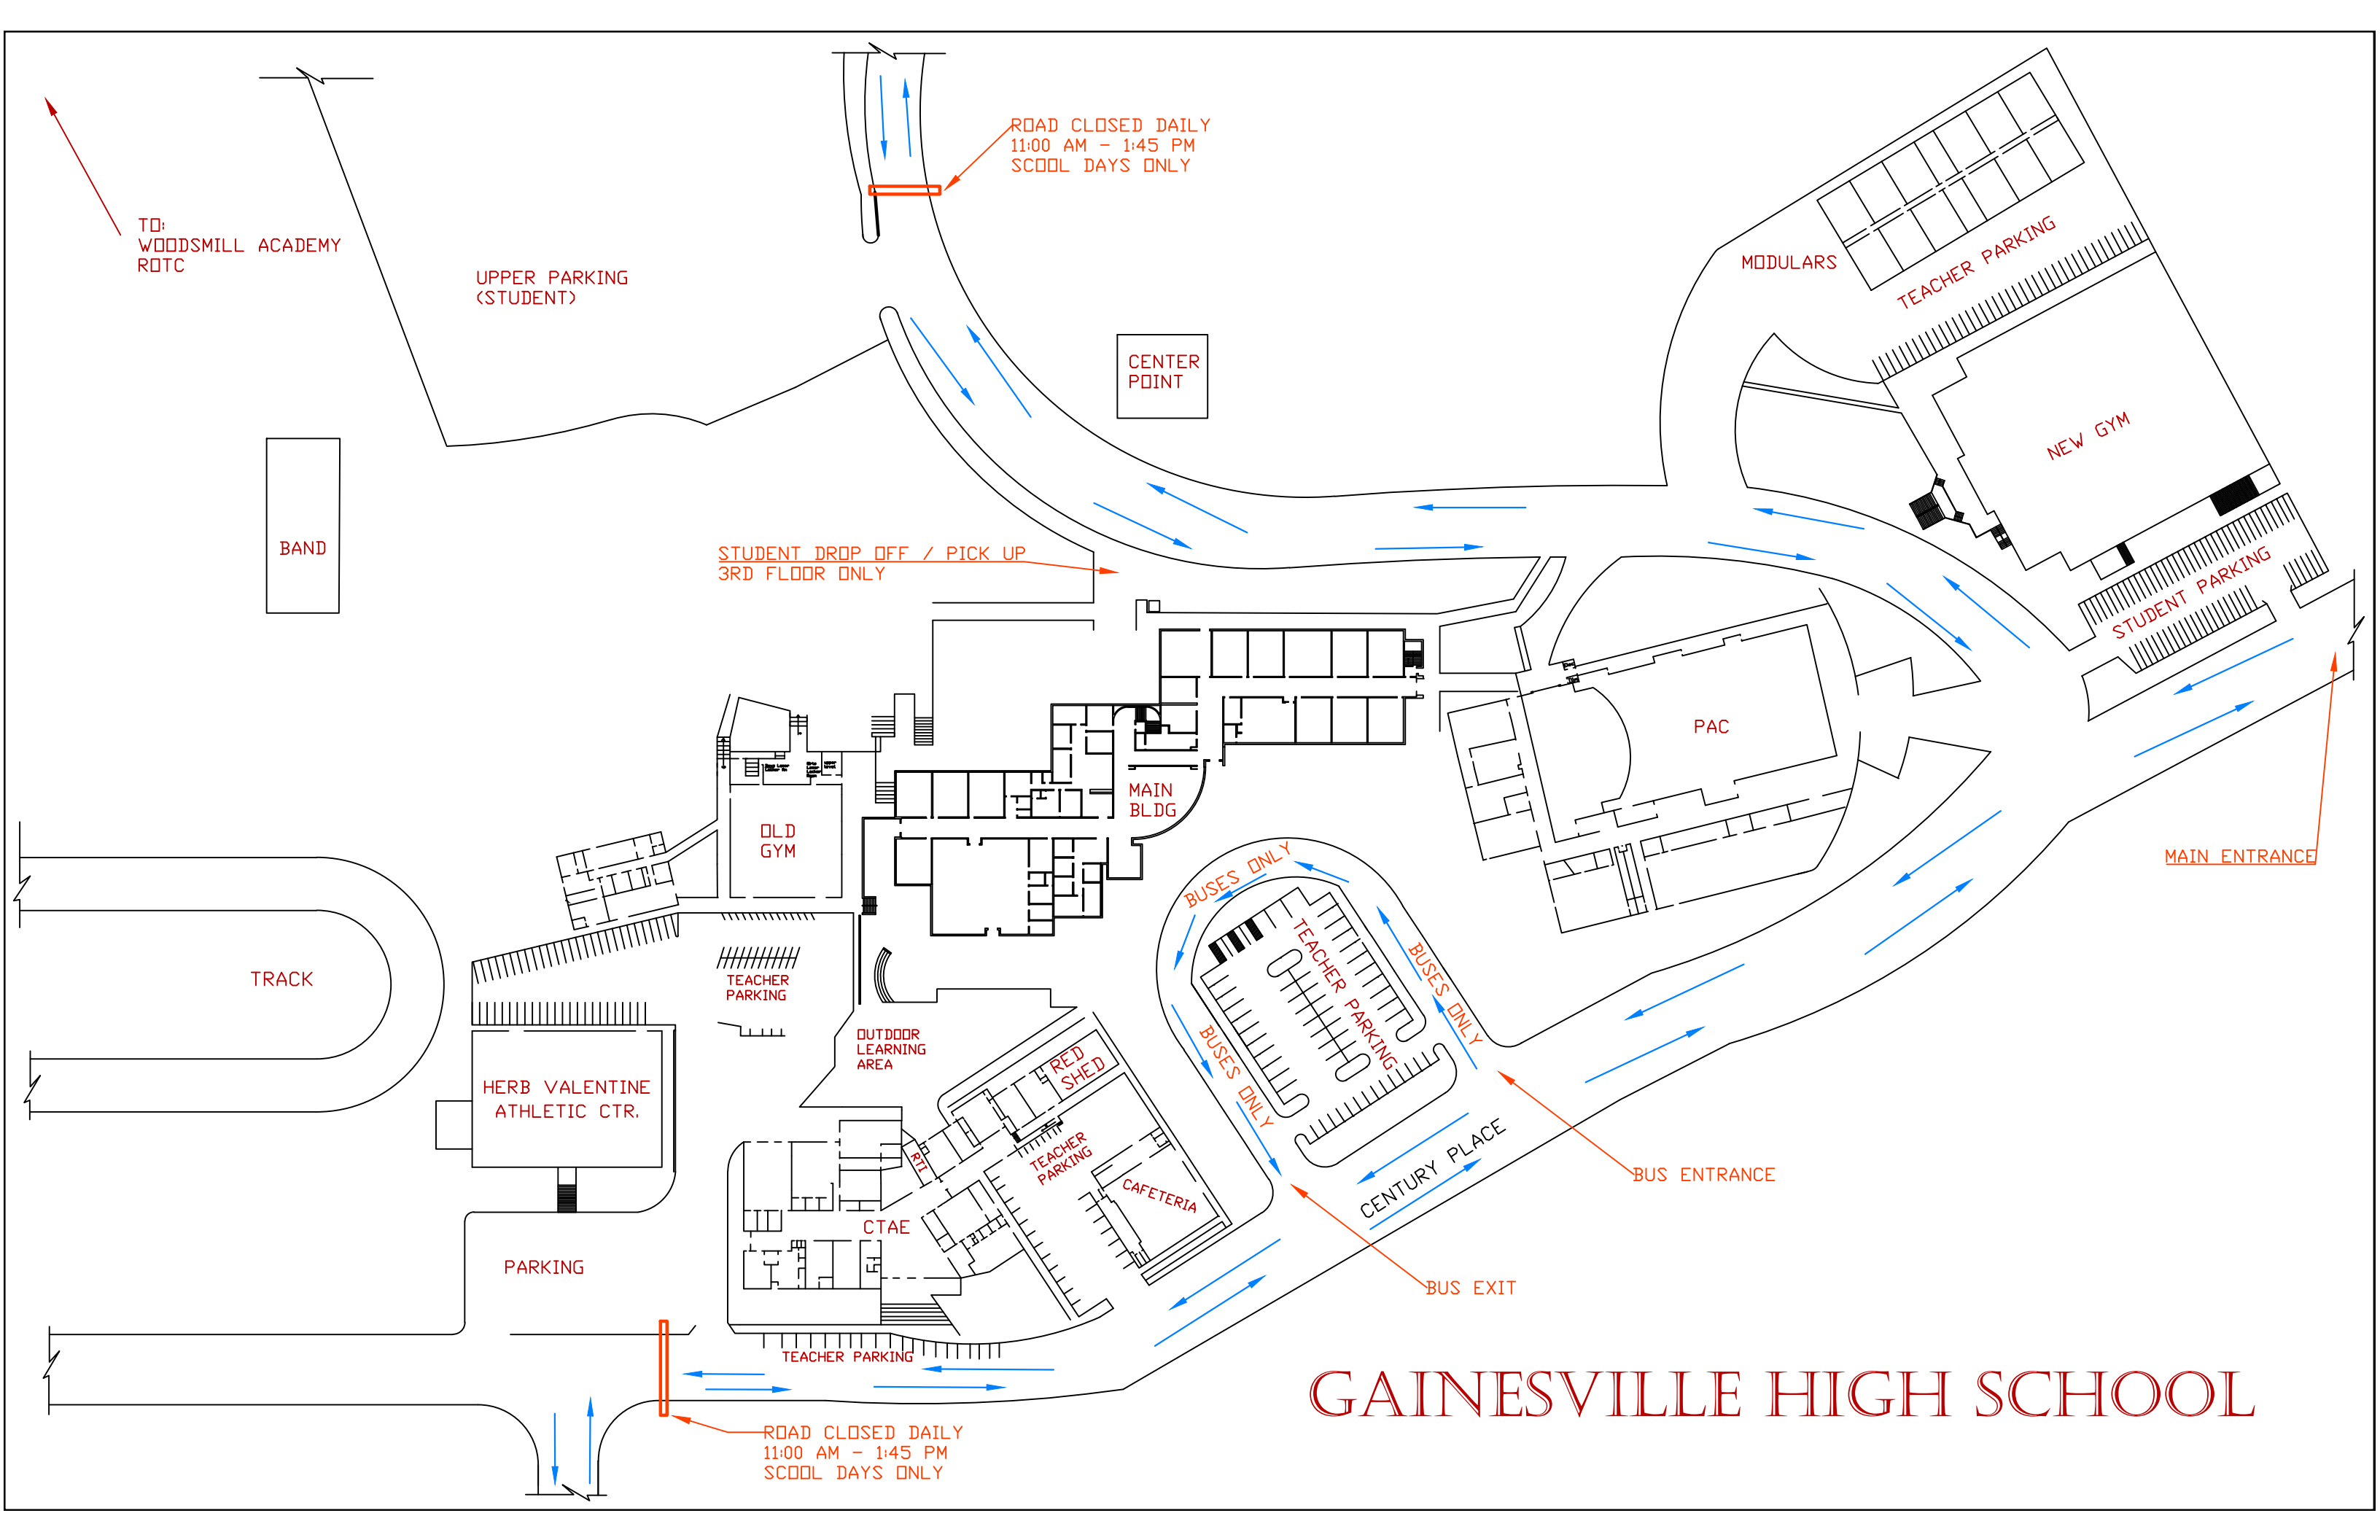 ROAD CLOSED DAILY
11:00 AM - 1:45 PM
SCOOL DAYS ONLY
TO:
WOODSMILL ACADEMY
ROTC
UPPER PARKING
(STUDENT)
MODULARS
TEACHER PARKING
CENTER
POINT
NEW GYM
BAND
STUDENT DROP OFF / PICK UP
3RD FLOOR ONLY
STUDENT PARKING
PAC
MAIN
BLDG
OLD
GYM
MAIN ENTRANCE
BUSES ONLY
TEACHER PARKING
BUSES ONLY
BUSES ONLY
TRACK
TEACHER
PARKING
OUTDOOR
LEARNING
AREA
RED
SHED
HERB VALENTINE
ATHLETIC CTR.
TEACHER
PARKING
RTI
CAFETERIA
CENTURY PLACE
BUS ENTRANCE
CTAE
PARKING
BUS EXIT
TEACHER PARKING
GAINESVILLE HIGH SCHOOL
ROAD CLOSED DAILY
11:00 AM - 1:45 PM
SCOOL DAYS ONLY